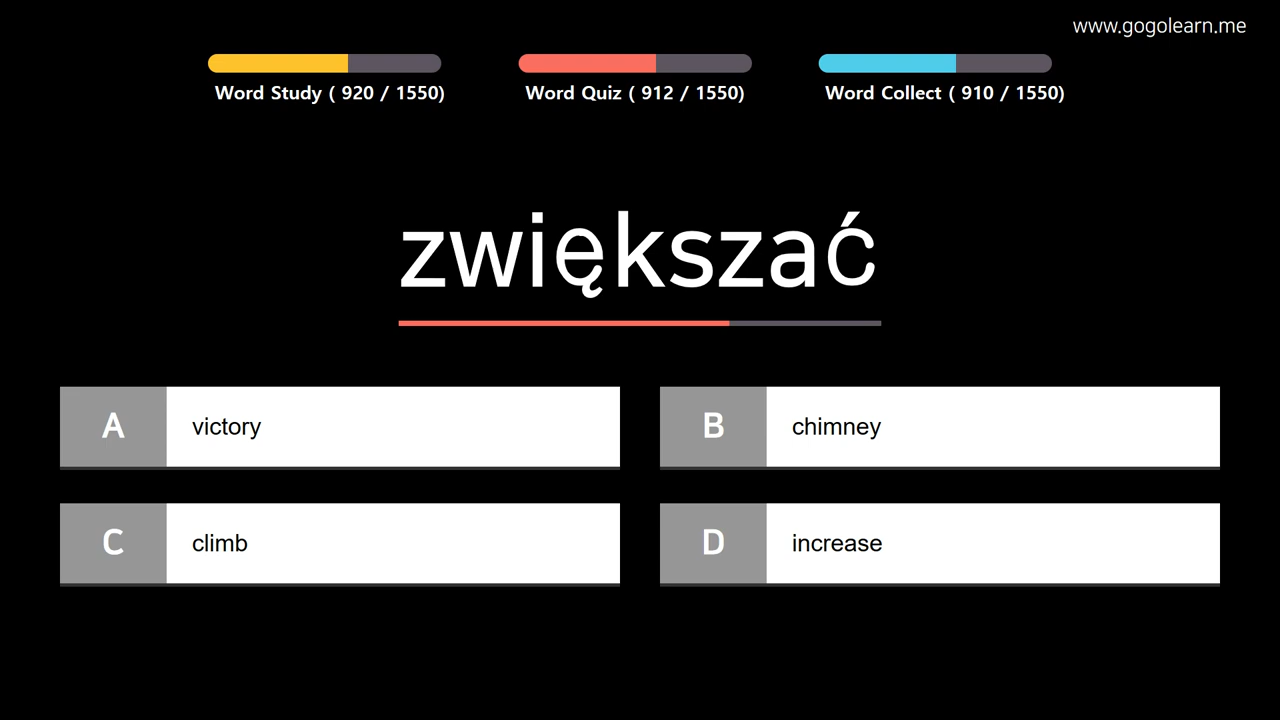 www.gogolearn.me
Word Study ( 920 / 1550)
Word Quiz ( 912 / 1550)
Word Collect ( 910 / 1550)
zwiększać
A
victory
B
chimney
C
climb
D
increase